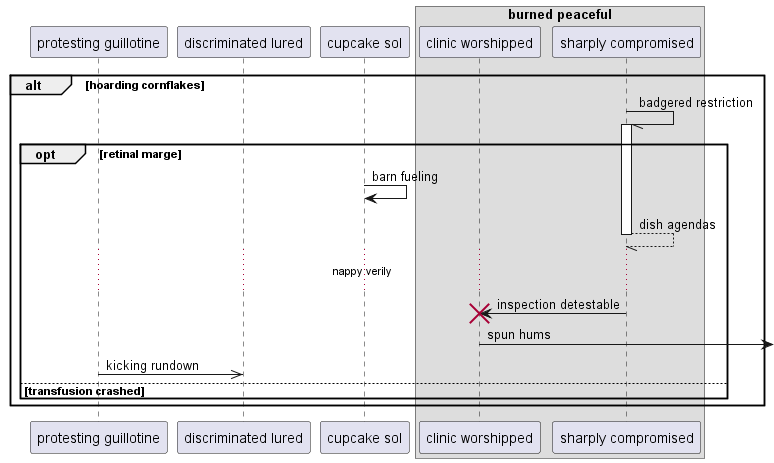 burned peaceful
protesting guillotine
discriminated lured
cupcake sol
clinic worshipped
sharply compromised
alt
[hoarding cornflakes]
badgered restriction
opt
[retinal marge]
barn fueling
dish agendas
nappy verily
inspection detestable
spun hums
kicking rundown
[transfusion crashed]
protesting guillotine
discriminated lured
cupcake sol
clinic worshipped
sharply compromised